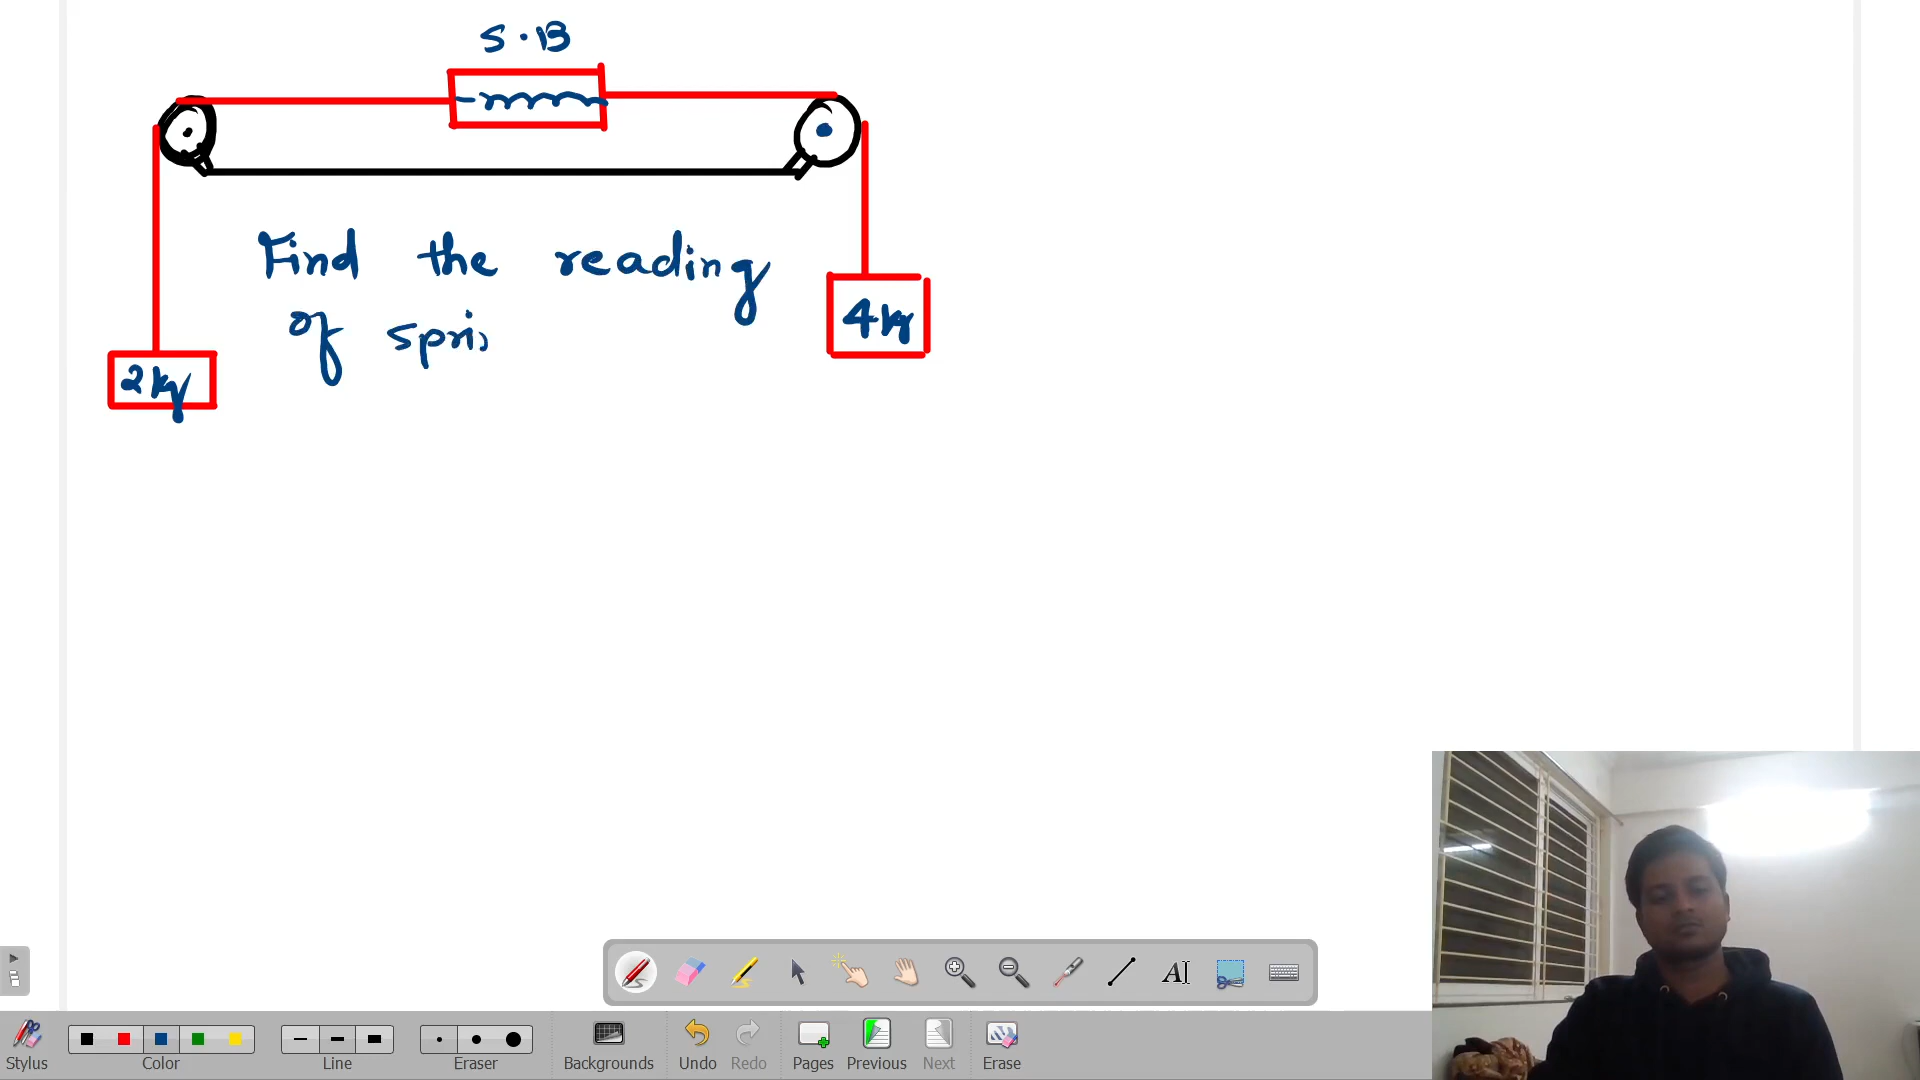 S.B
Find the reading
of spri
4kg
2kg
Stylus
Color
Line
Eraser
Backgrounds
Undo
Redo
Pages
Previous
Next
Erase